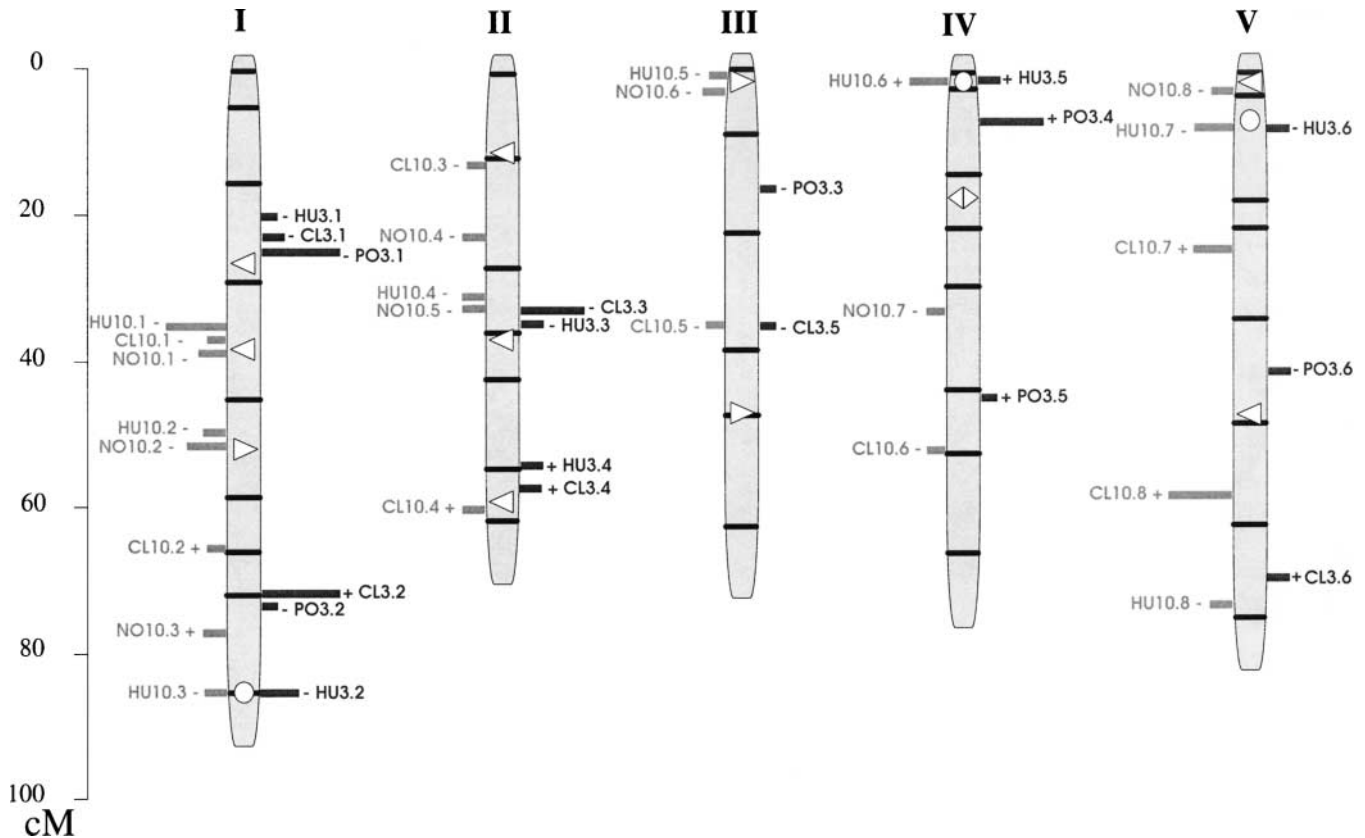 I II III IV V
0
20
40
60
80
100
cM
- HU3.1
- CL3.1
- PO3.1
HU10.1 -
CL10.1 -
NO10.1 -
HU10.2 -
NO10.2 -
CL10.2 +
+ CL3.2
- PO3.2
NO10.3 +
HU10.3 -
- HU3.2
CL10.3 -
NO10.4 -
HU10.4 -
NO10.5 -
- CL3.3
- HU3.3
+ HU3.4
+ CL3.4
CL10.4 +
HU10.5 -
NO10.6 -
- PO3.3
CL10.5 -
- CL3.5
HU10.6 +
+ HU3.5
+ PO3.4
NO10.7 -
+ PO3.5
CL10.6 -
NO10.8 -
HU10.7 -
- HU3.6
CL10.7 +
- PO3.6
CL10.8 +
+ CL3.6
HU10.8 -